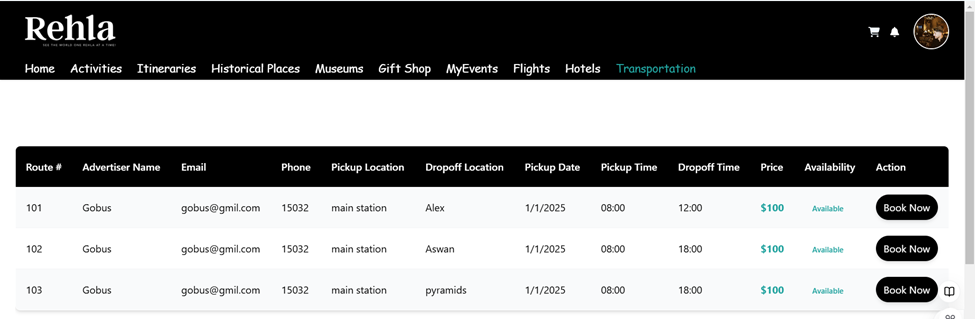 Rehla
SEE THE WORLD ONE REHLA AT A TIME!
Home Activities Itineraries Historical Places Museums Gift Shop MyEvents Flights Hotels Transportation
Route # Advertiser Name Email Phone Pickup Location Dropoff Location Pickup Date Pickup Time Dropoff Time Price Availability Action
101 Gobus gobus@gmil.com 15032 main station Alex 1/1/2025 08:00 12:00 $100 Available Book Now
102 Gobus gobus@gmil.com 15032 main station Aswan 1/1/2025 08:00 18:00 $100 Available Book Now
103 Gobus gobus@gmil.com 15032 main station pyramids 1/1/2025 08:00 18:00 $100 Available Book Now